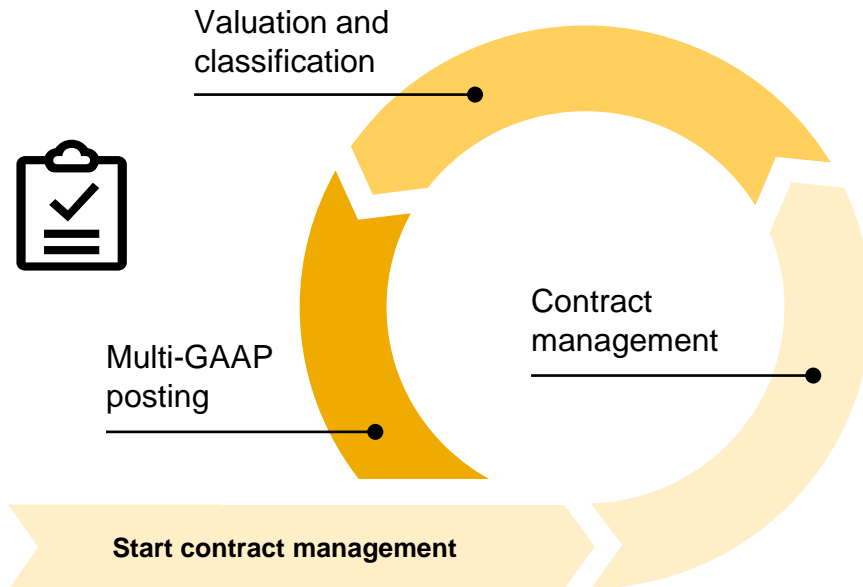 Valuation and
classification
Contract
management
Multi-GAAP
posting
Start contract management